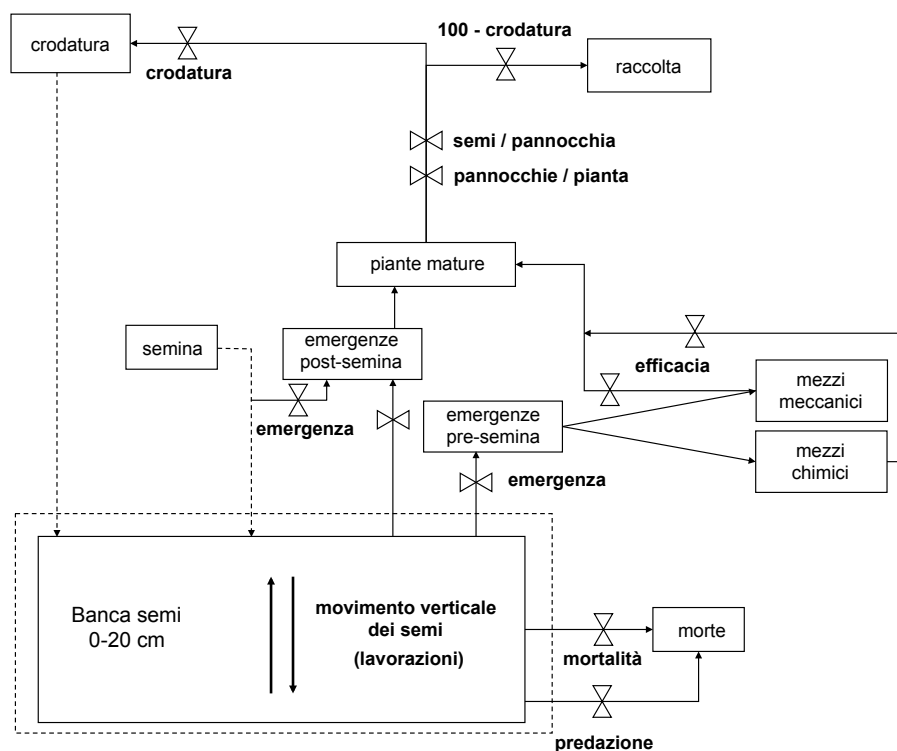 100 - crodatura
crodatura
crodatura
raccolta
semi / pannocchia
pannocchie / pianta
piante mature
semina
emergenze
post-semina
efficacia
mezzi
meccanici
emergenza
emergenze
pre-semina
mezzi
chimici
emergenza
Banca semi
0-20 cm
movimento verticale
dei semi
(lavorazioni)
morte
mortalità
predazione